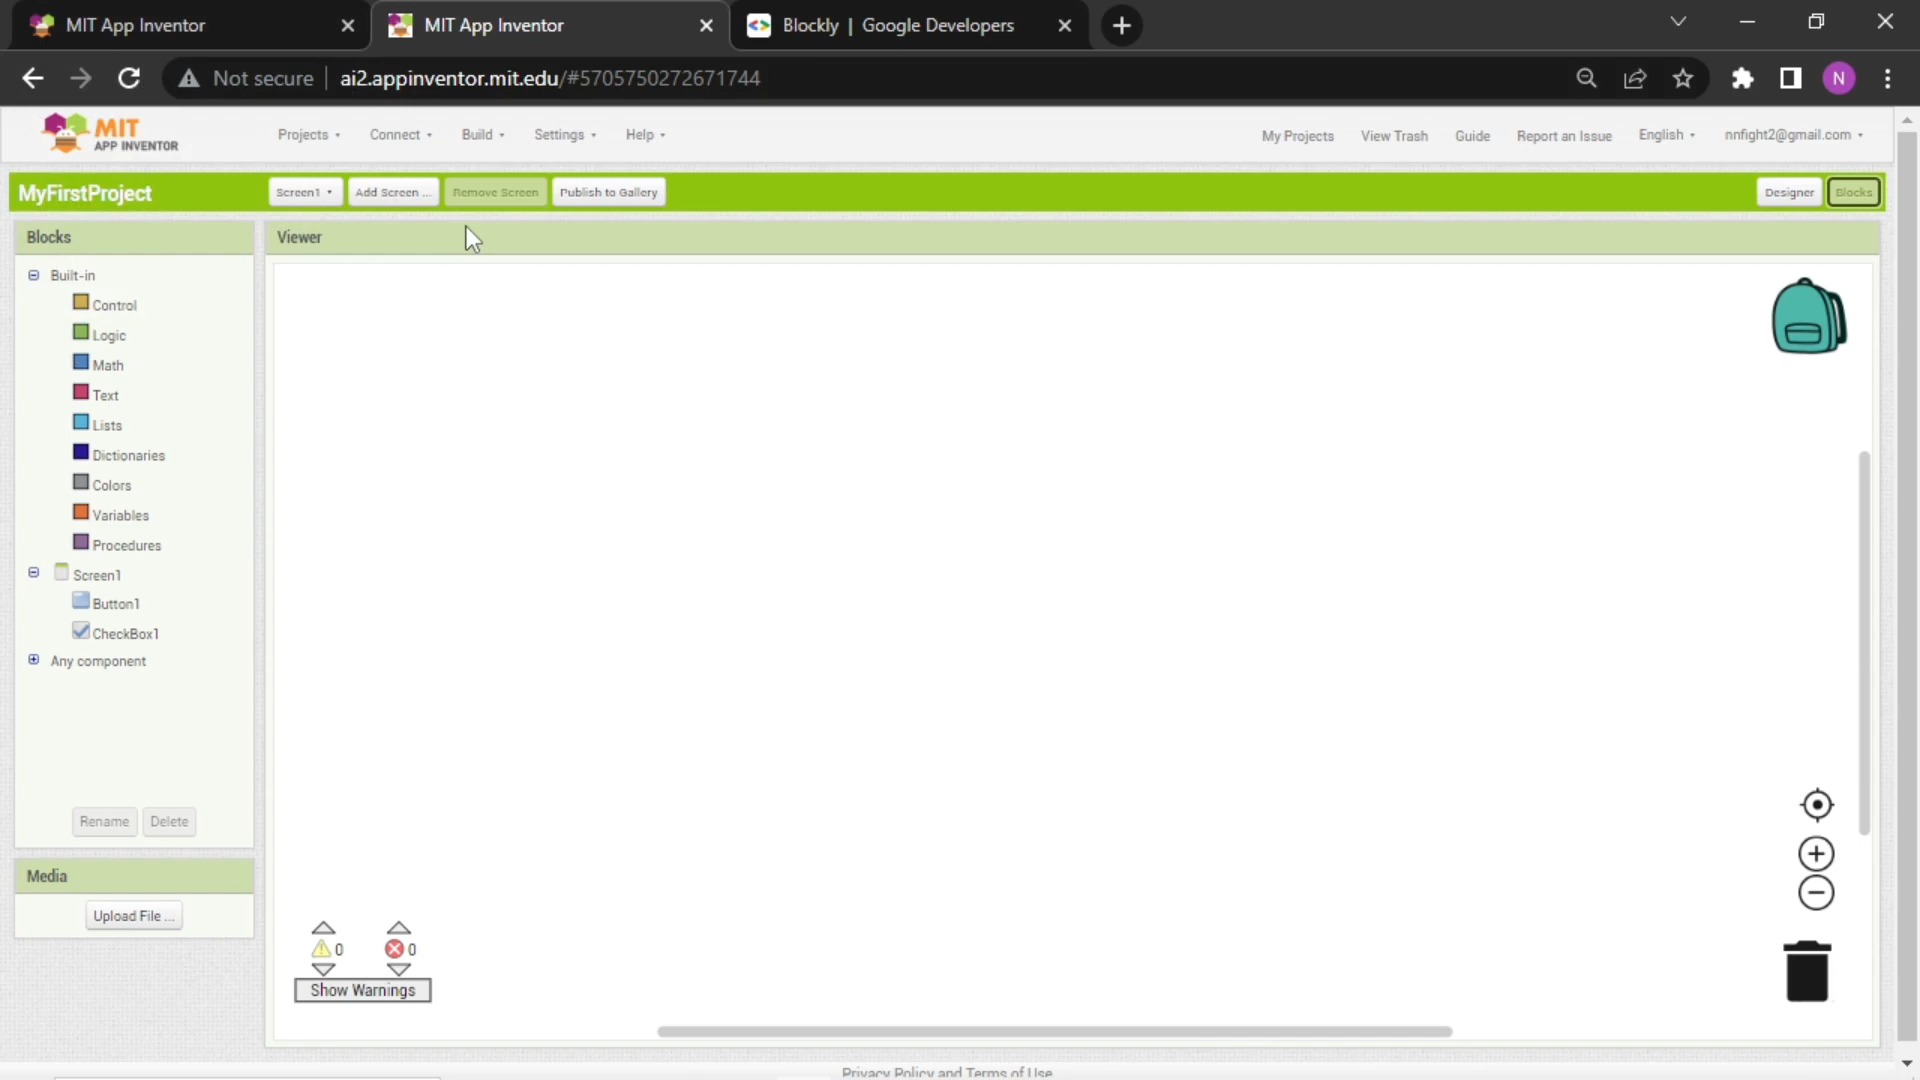 MIT App Inventor
MIT App Inventor
Blockly | Google Developers
Not secure
ai2.appinventor.mit.edu/#5705750272671744
N
MIT
APP INVENTOR
Projects
Connect
Build
Settings
Help
My Projects
View Trash
Guide
Report an Issue
English
nnfight2@gmail.com
MyFirstProject
Screen1
Add Screen ...
Remove Screen
Publish to Gallery
Designer
Blocks
Blocks
Viewer
Built-in
Control
Logic
Math
Text
Lists
Dictionaries
Colors
Variables
Procedures
Screen1
Button1
CheckBox1
Any component
Rename
Delete
Media
Upload File ...
0
0
Show Warnings
Privacy Policy and Terms of Use